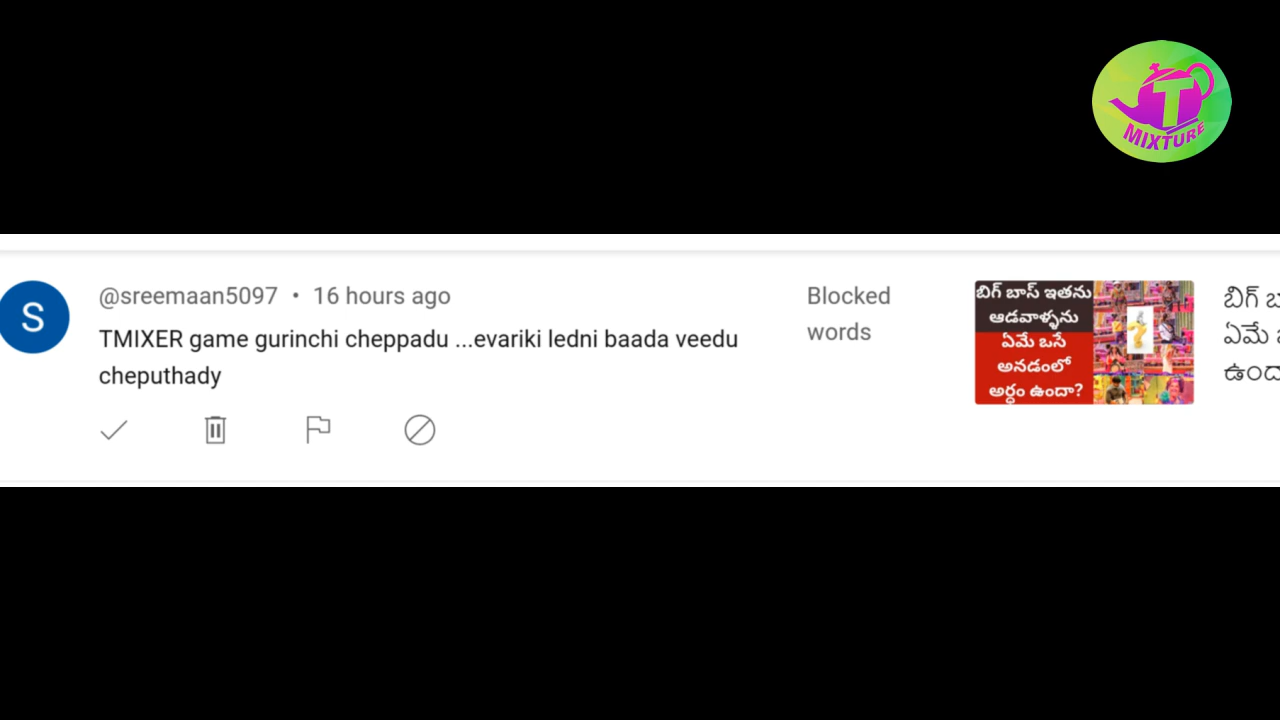 T
MIXTURE
S
@sreemaan5097 • 16 hours ago
TMIXER game gurinchi cheppadu ...evariki ledni baada veedu
cheputhady
Blocked
words
బిగ్ బాస్ ఇతను
ఆడవాళ్ళను
ఏమే ఒసే
అనడంలో
అర్ధం ఉందా?
బిగ్
ఏమే